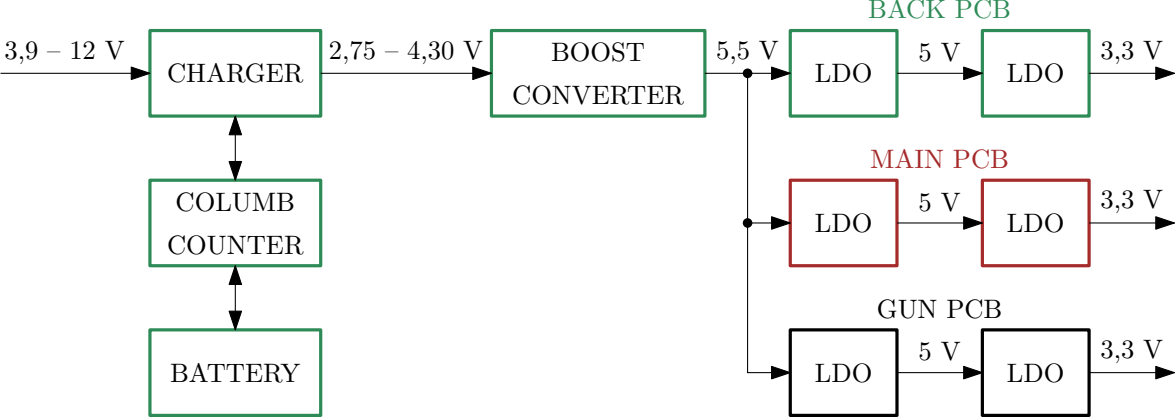 BACK PCB
3,9 – 12 V
CHARGER
2,75 – 4,30 V
BOOST
CONVERTER
5,5 V
LDO
5 V
LDO
3,3 V
MAIN PCB
COLUMB
COUNTER
LDO
5 V
LDO
3,3 V
GUN PCB
BATTERY
LDO
5 V
LDO
3,3 V